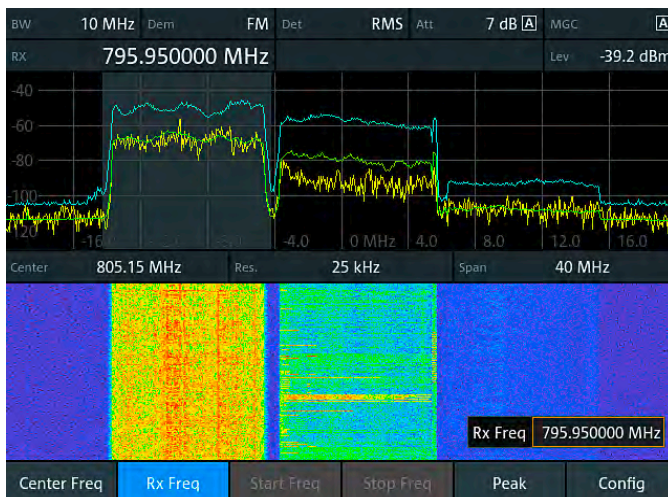 BW 10 MHz Dem FM Det RMS Att 7 dB A MGC A
RX 795.950000 MHz Lev -39.2 dBm
-40
-60
-80
-100
-120
-4.0 0 MHz 4.0 8.0 12.0 16.0
Center 805.15 MHz Res. 25 kHz Span 40 MHz
Rx Freq 795.950000 MHz
Center Freq Rx Freq Start Freq Stop Freq Peak Config